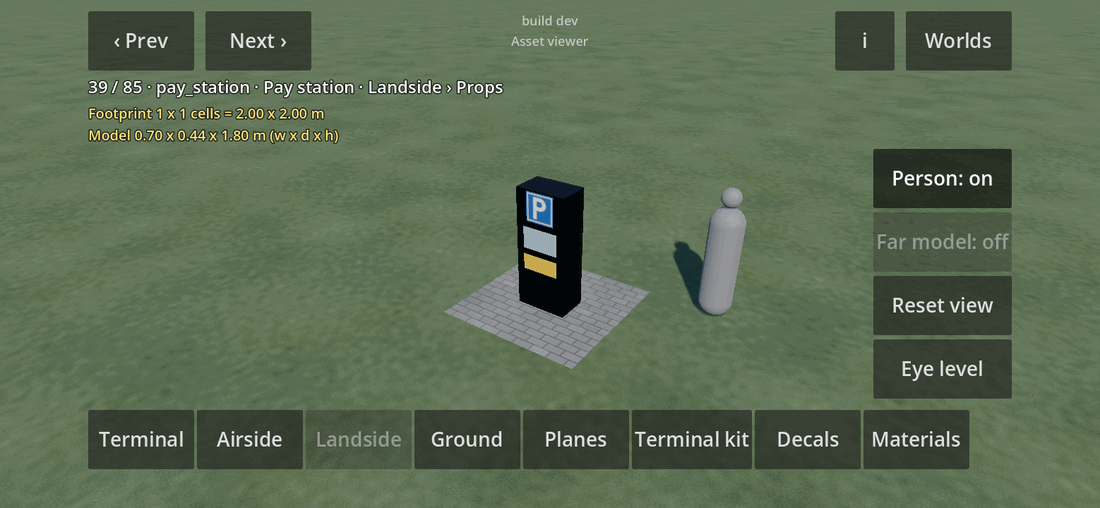 ‹ Prev
Next ›
build dev
Asset viewer
i
Worlds
39 / 85 · pay_station · Pay station · Landside › Props
Footprint 1 x 1 cells = 2.00 x 2.00 m
Model 0.70 x 0.44 x 1.80 m (w x d x h)
P
Person: on
Far model: off
Reset view
Eye level
Terminal
Airside
Landside
Ground
Planes
Terminal kit
Decals
Materials